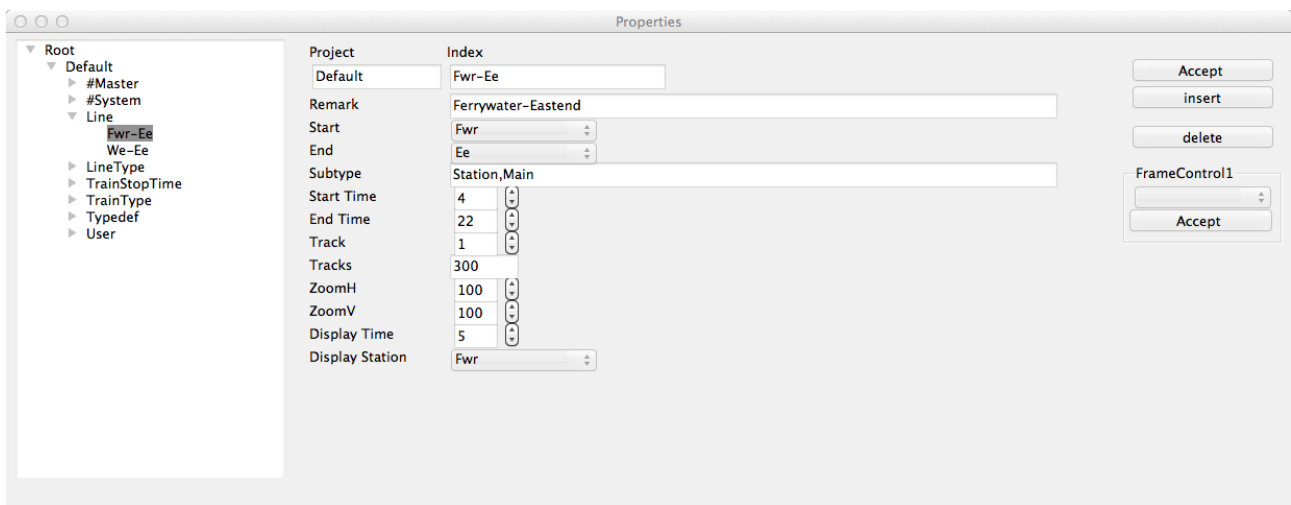 Properties
Root
Default
#Master
#System
Line
Fwr-Ee
We-Ee
LineType
TrainStopTime
TrainType
Typedef
User
Project Index
Default Fwr-Ee
Remark Ferrywater-Eastend
Start Fwr
End Ee
Subtype Station,Main
Start Time 4
End Time 22
Track 1
Tracks 300
ZoomH 100
ZoomV 100
Display Time 5
Display Station Fwr
Accept
insert
delete
FrameControl1
Accept